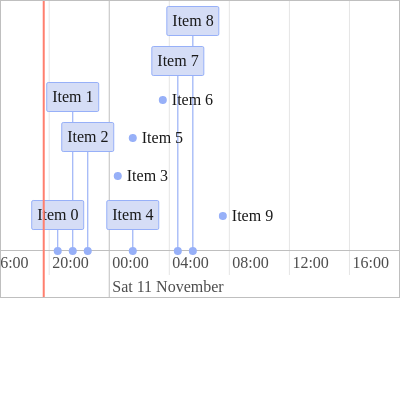 Item 8
Item 7
Item 1
Item 6
Item 2
Item 5
Item 3
Item 0
Item 4
Item 9
6:00
20:00
00:00
04:00
08:00
12:00
16:00
Sat 11 November